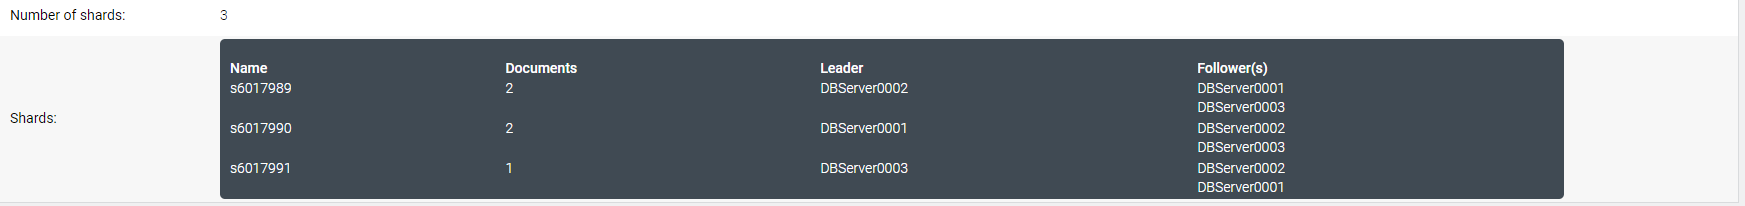 Number of shards: 3
Name Documents Leader Follower(s)
s6017989 2 DBServer0002 DBServer0001
DBServer0003
Shards:
s6017990 2 DBServer0001 DBServer0002
DBServer0003
s6017991 1 DBServer0003 DBServer0002
DBServer0001